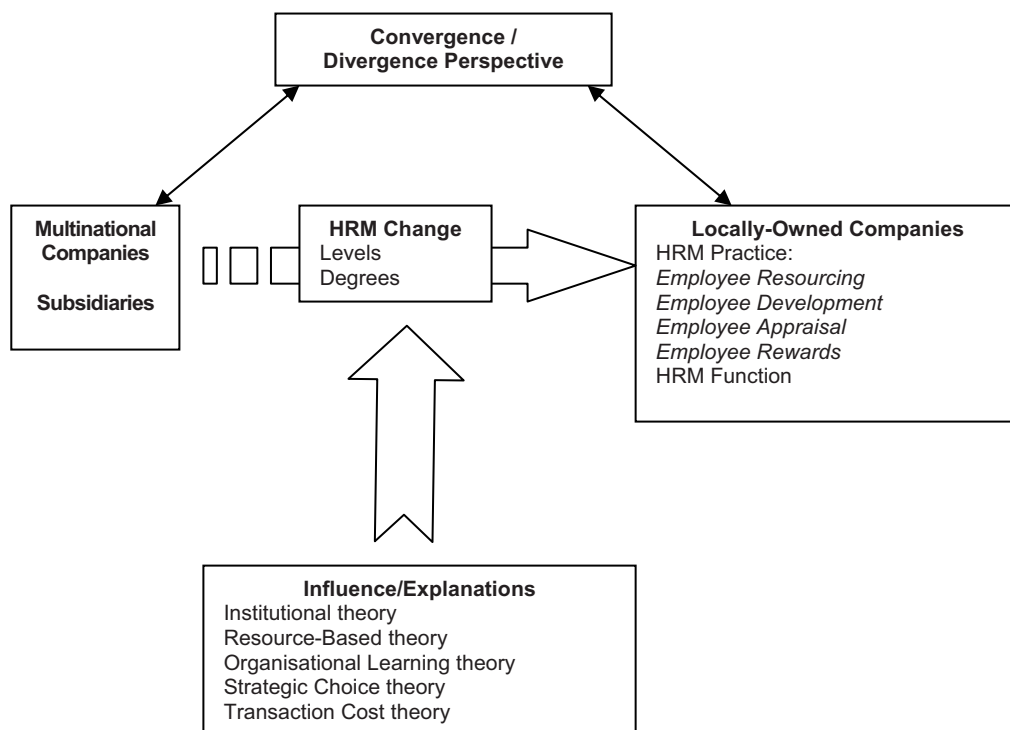 Convergence /
Divergence Perspective
Multinational
Companies
Subsidiaries
HRM Change
Levels
Degrees
Locally-Owned Companies
HRM Practice:
Employee Resourcing
Employee Development
Employee Appraisal
Employee Rewards
HRM Function
Influence/Explanations
Institutional theory
Resource-Based theory
Organisational Learning theory
Strategic Choice theory
Transaction Cost theory